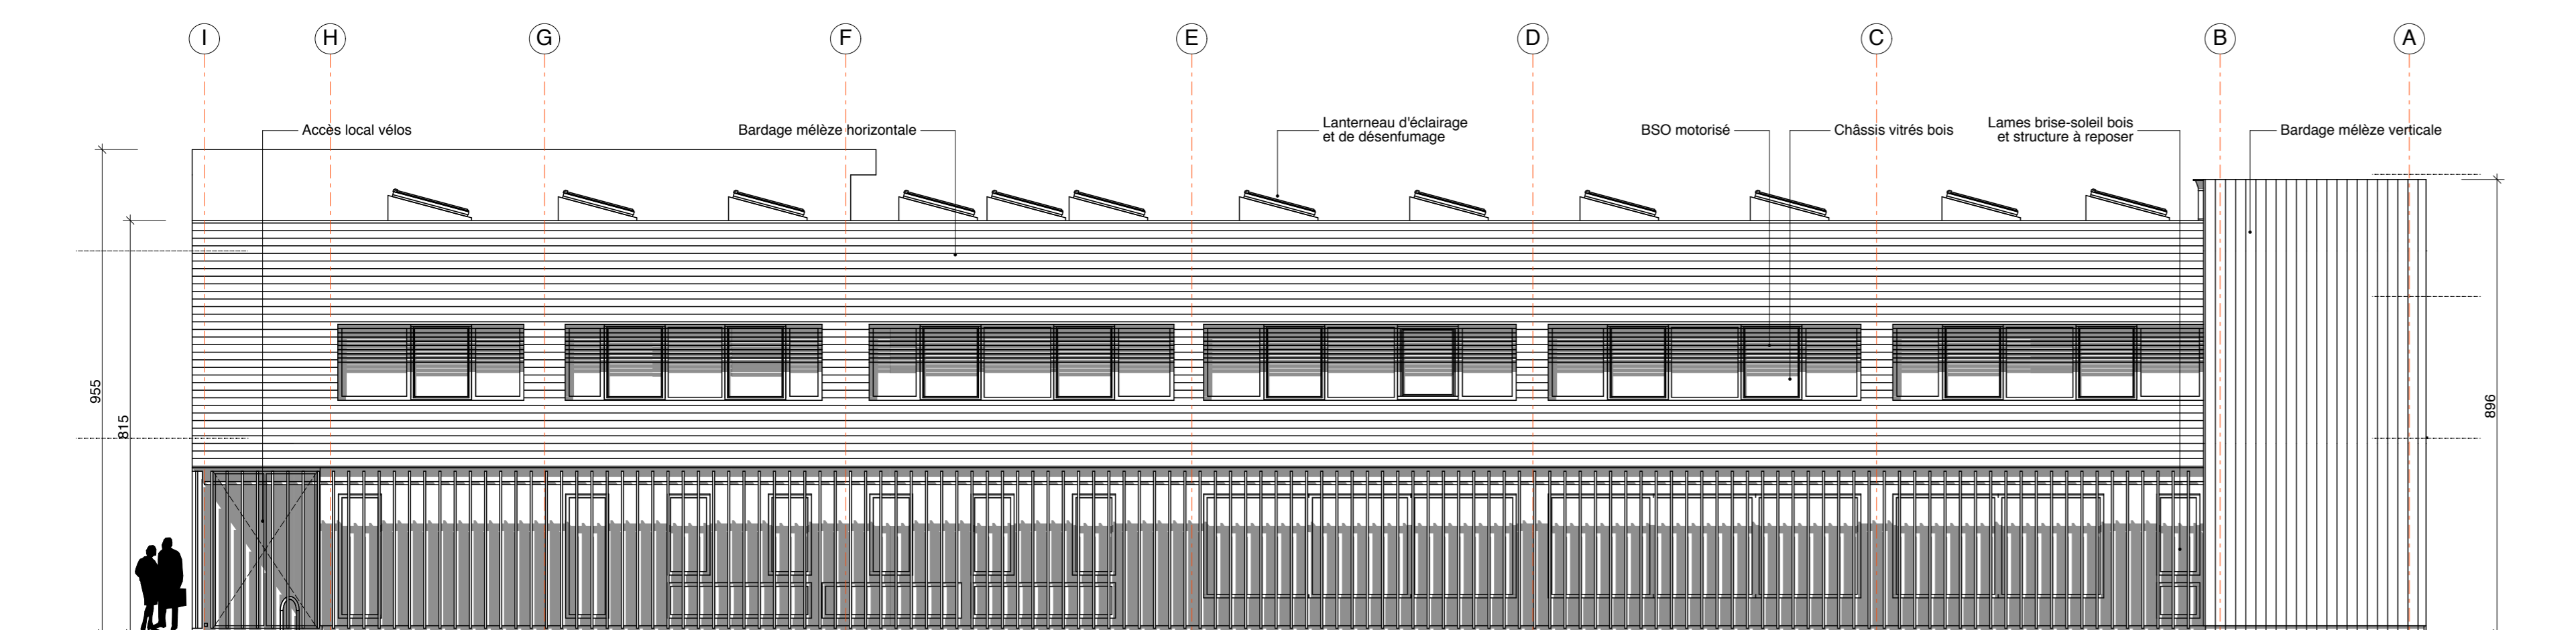 I
H
G
F
E
D
C
B
A
Accès local vélos
Bardage mélèze horizontale
Lanterneau d'éclairage
et de désenfumage
BSO motorisé
Châssis vitrés bois
Lames brise-soleil bois
et structure à reposer
Bardage mélèze verticale
955
815
896